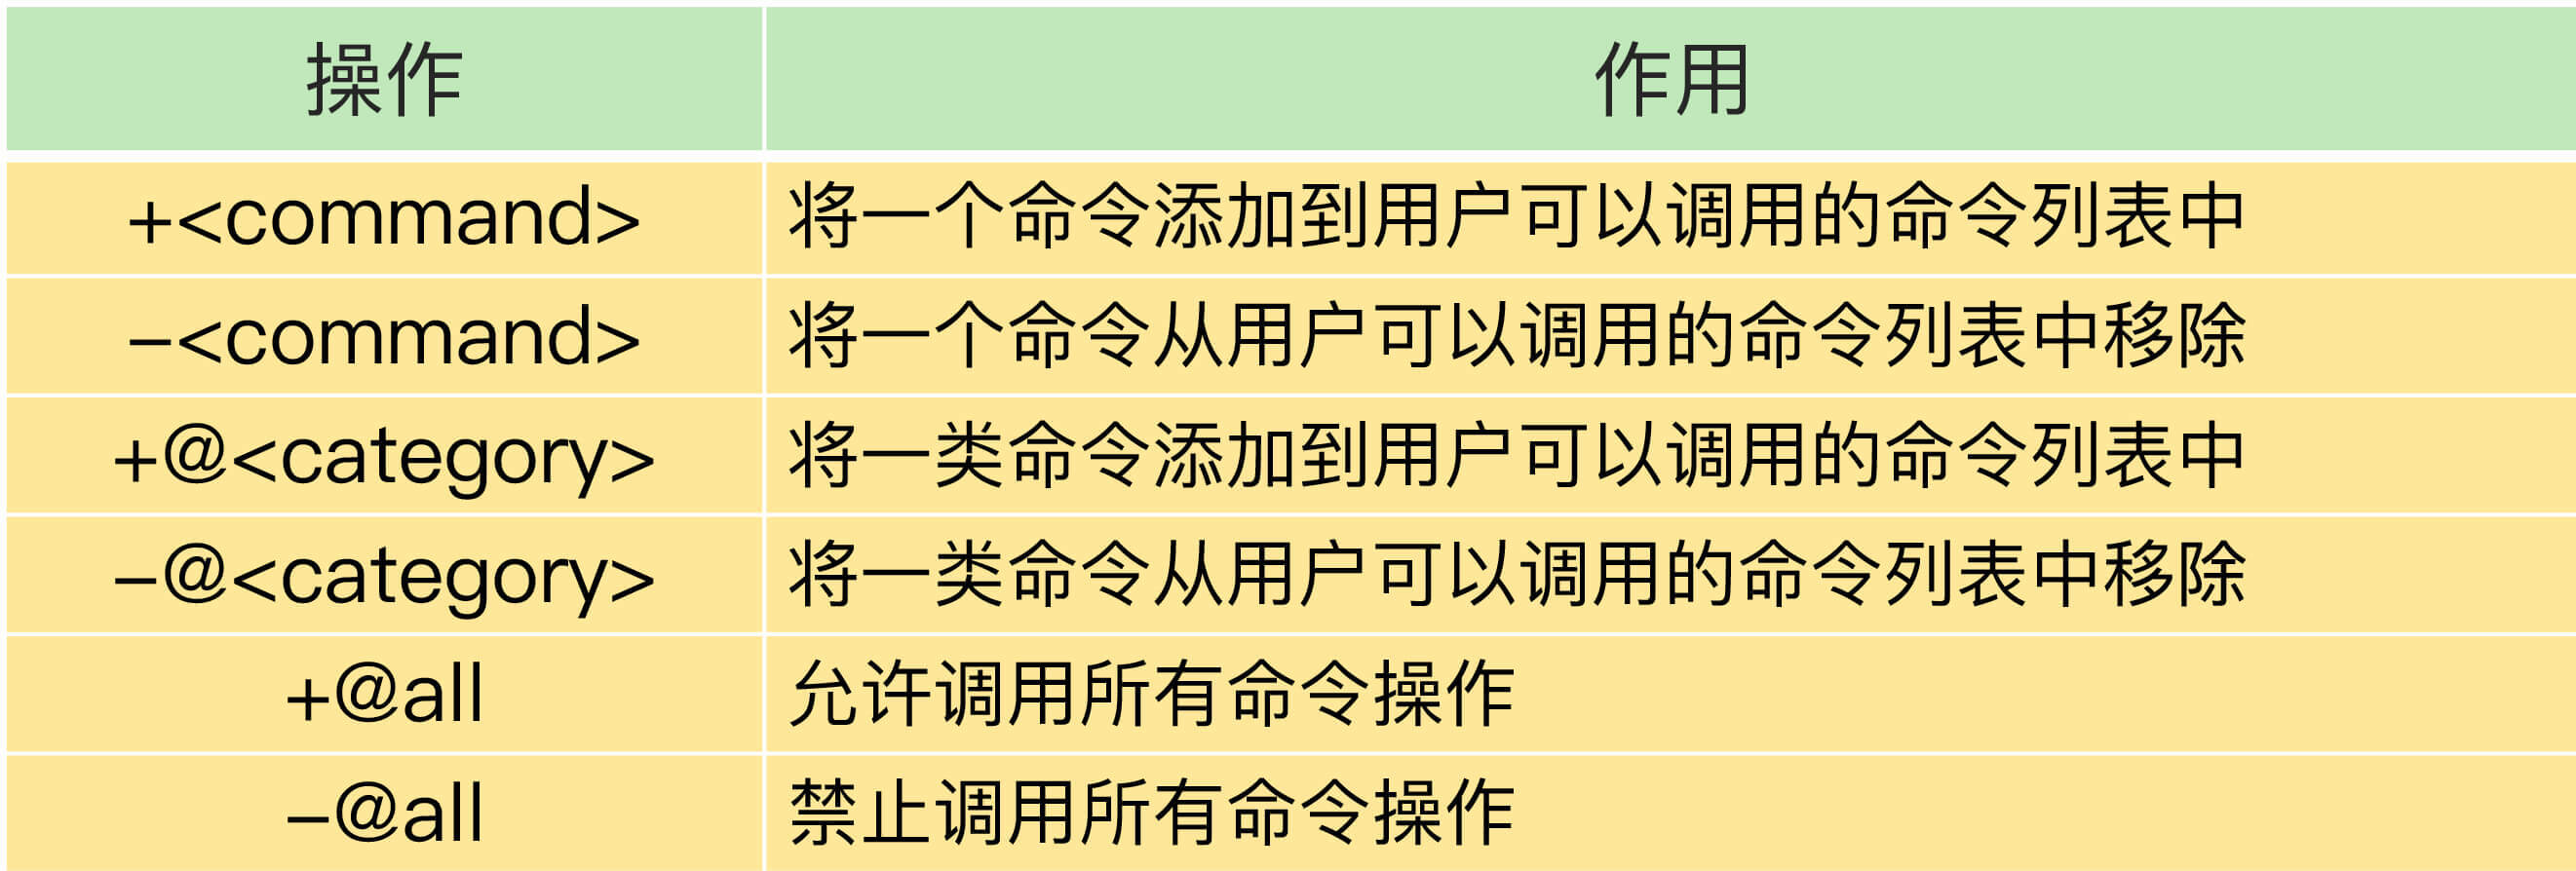 操作 作用
+<command> 将一个命令添加到用户可以调用的命令列表中
–<command> 将一个命令从用户可以调用的命令列表中移除
+@<category> 将一类命令添加到用户可以调用的命令列表中
–@<category> 将一类命令从用户可以调用的命令列表中移除
+@all 允许调用所有命令操作
–@all 禁止调用所有命令操作